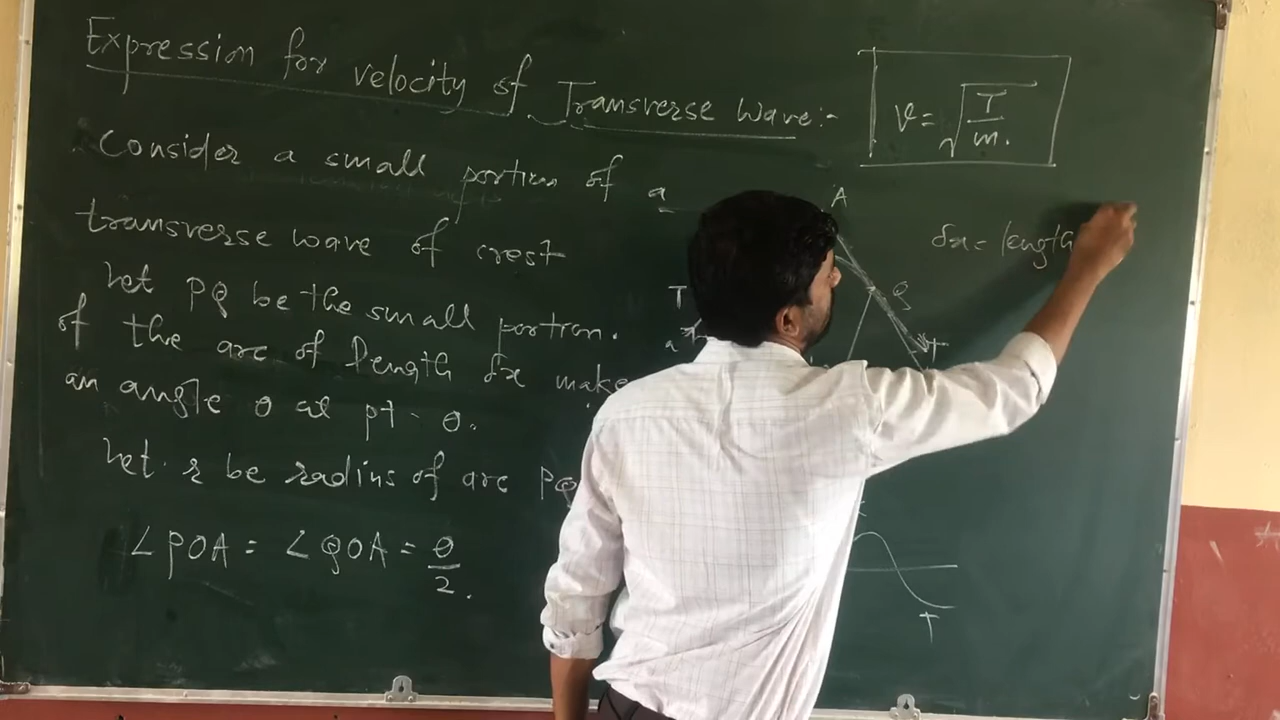 Expression for velocity of Transverse Wave:-
Consider a small portion of a
transverse wave of crest
Let PQ be the small portion.
of the arc of length δx make
an angle θ at pt- O.
Let r be radius of arc PQ
∠POA = ∠QOA = θ/2.
v = √T/m.
A
δx = length
Q
T
T
T